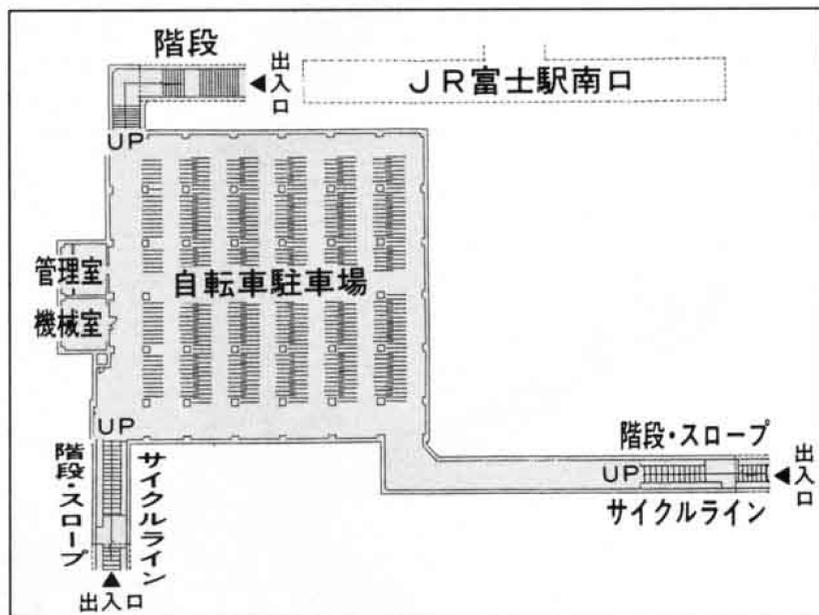 階段
出入口
JR富士駅南口
UP
管理室
機械室
自転車駐車場
UP
階段・スロープ
サイクルライン
出入口
階段・スロープ
UP
サイクルライン
出入口